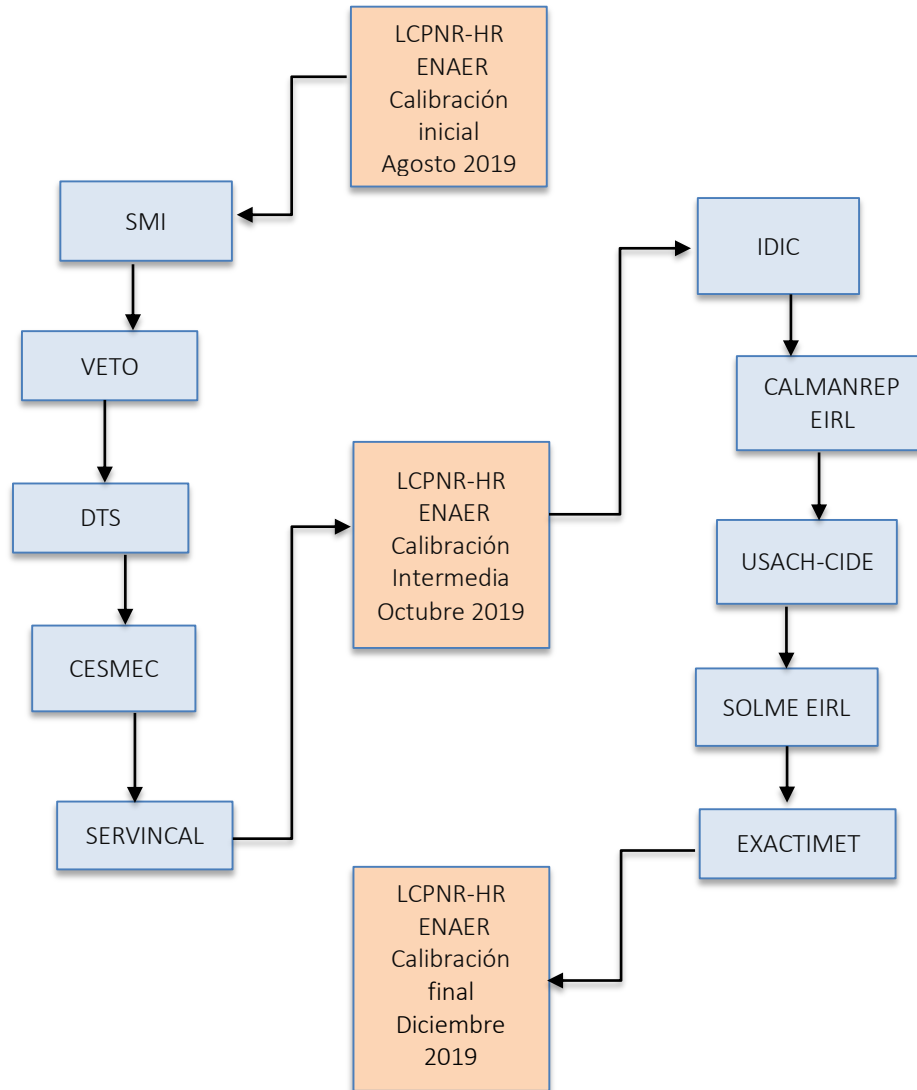 LCPNR-HR
ENAER
Calibración
inicial
Agosto 2019
SMI
VETO
DTS
CESMEC
SERVINCAL
LCPNR-HR
ENAER
Calibración
Intermedia
Octubre 2019
IDIC
CALMANREP
EIRL
USACH-CIDE
SOLME EIRL
EXACTIMET
LCPNR-HR
ENAER
Calibración
final
Diciembre
2019